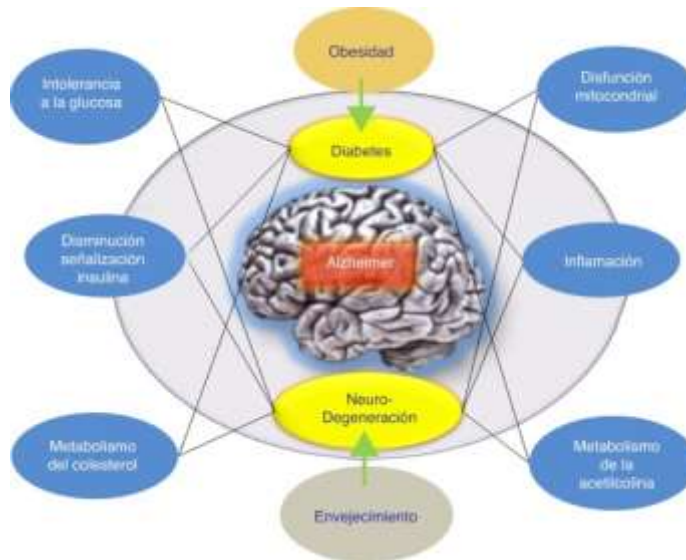 Obesidad
Intolerancia
a la glucosa
Disfunción
mitocondrial
Diabetes
Disminución
señalización
insulina
Alzheimer
Inflamación
Neuro-
Degeneración
Metabolismo
del colesterol
Metabolismo
de la
acetilcolina
Envejecimiento